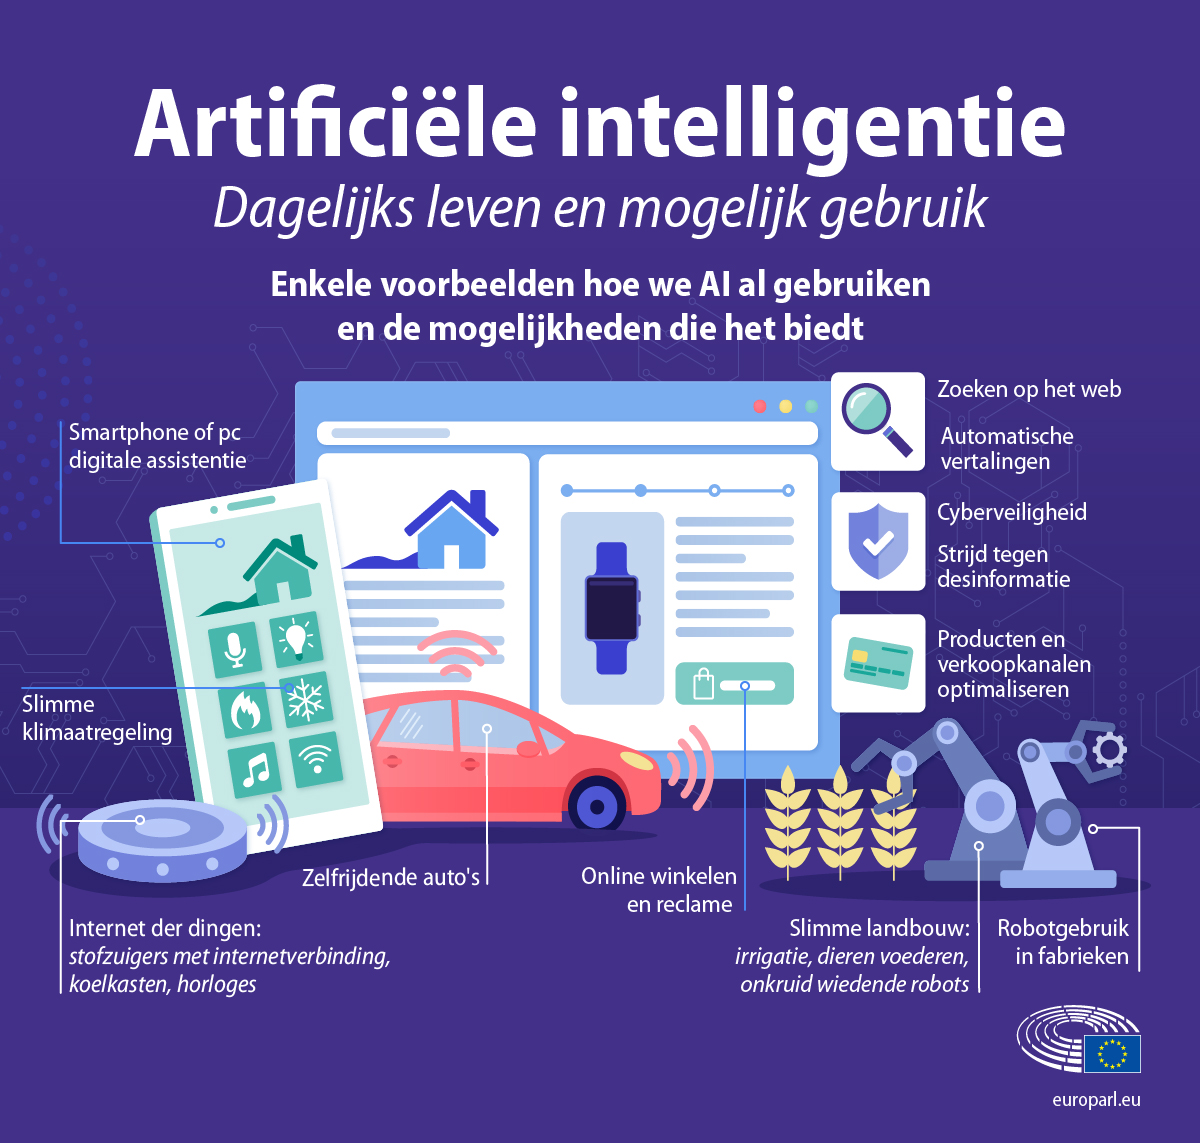 Artificiële intelligentie
Dagelijks leven en mogelijk gebruik
Enkele voorbeelden hoe we AI al gebruiken
en de mogelijkheden die het biedt
Smartphone of pc
digitale assistentie
Zoeken op het web
Automatische
vertalingen
Cyberveiligheid
Strijd tegen
desinformatie
Producten en
verkoopkanalen
optimaliseren
Slimme
klimaatregeling
Zelfrijdende auto's
Online winkelen
en reclame
Internet der dingen:
stofzuigers met internetverbinding,
koelkasten, horloges
Slimme landbouw:
irrigatie, dieren voederen,
onkruid wiedende robots
Robotgebruik
in fabrieken
europarl.eu